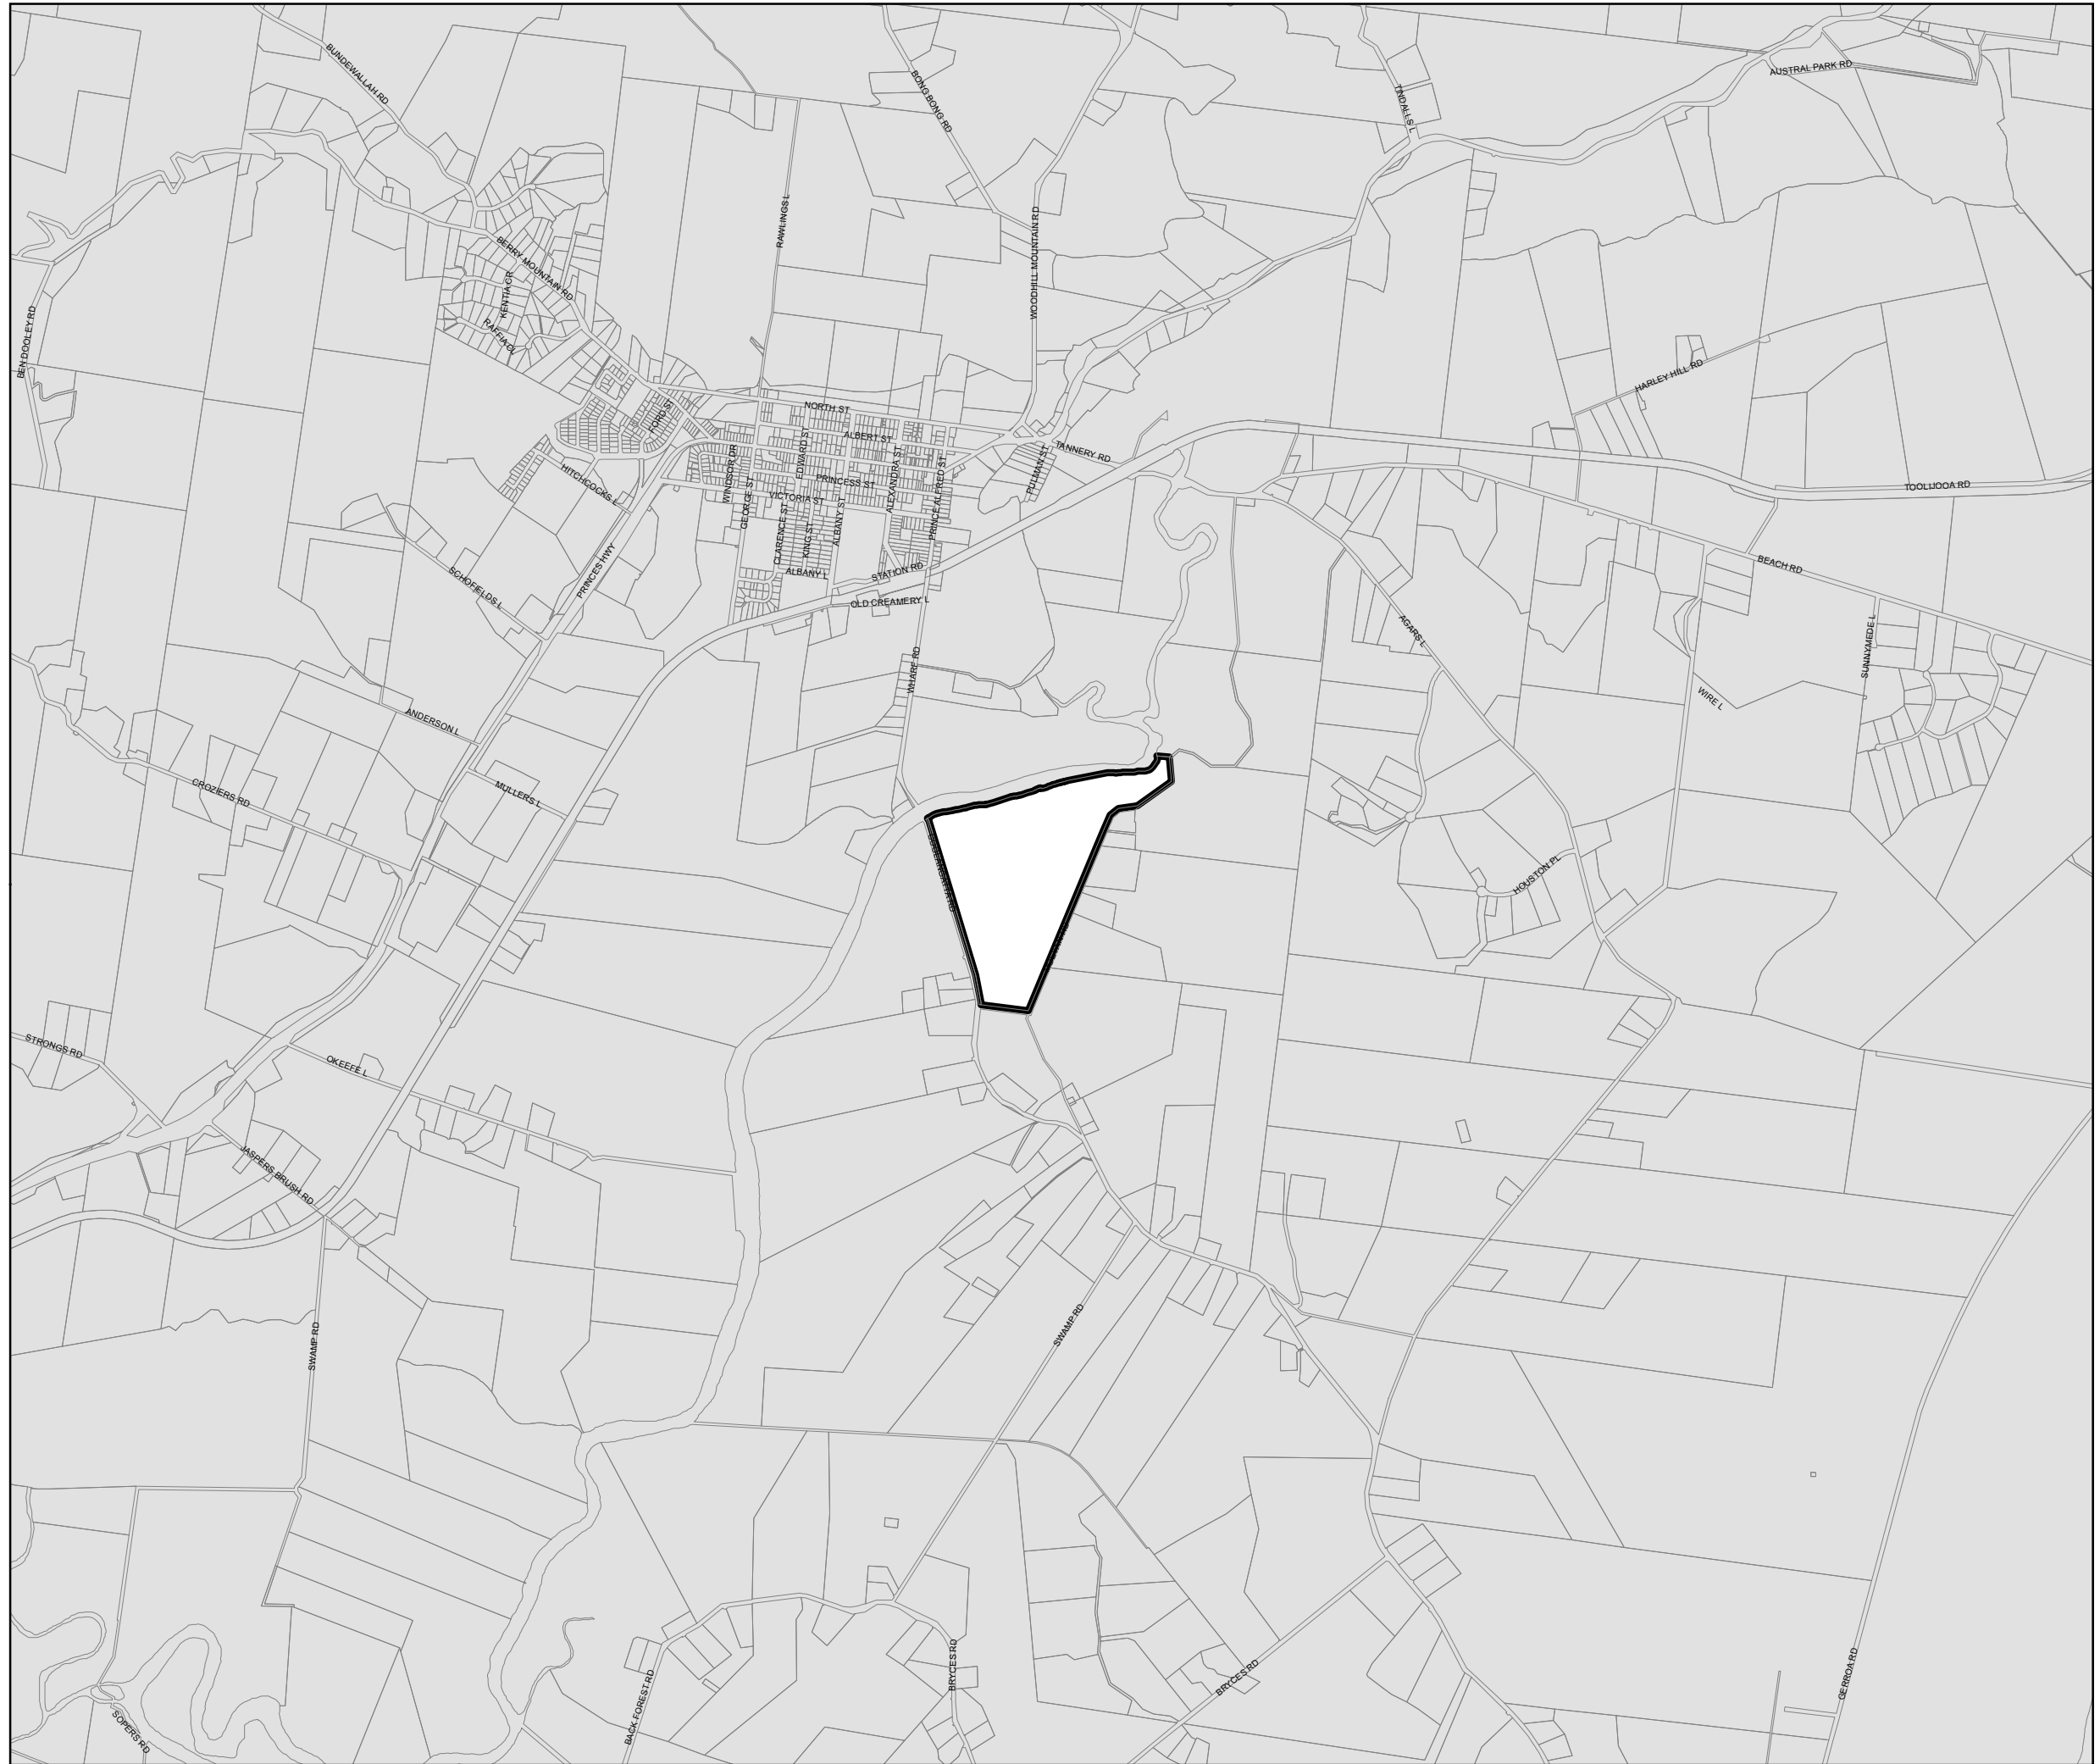 BUNDEWALLAH RD
BONG BONG RD
TINDALLS L
AUSTRAL PARK RD
RAWLINGS L
WOODHILL MOUNTAIN RD
BERRY MOUNTAIN RD
KENTIA CR
RAFFIA CL
BEN DOOLEY RD
HARLEY HILL RD
NORTH ST
FORD ST
ALBERT ST
EDWARD ST
TANNERY RD
PULMAN ST
ALEXANDRA ST
PRINCE ALFRED ST
WINDSOR DR
HITCHCOCKS L
PRINCESS ST
VICTORIA ST
GEORGE ST
CLARENCE ST
KING ST
ALBANY ST
TOOLIJOOA RD
PRINCES HWY
BEACH RD
SCHOFIELDS L
ALBANY L
STATION RD
OLD CREAMERY L
AGARS L
SUNNYMEDE L
WHARF RD
WIRE L
ANDERSON L
CROZIERS RD
MULLERS L
HOUSTON PL
STRONGS RD
OKEEFE L
JASPERS BRUSH RD
SWAMP RD
SWAMP RD
BACK FOREST RD
BRYCES RD
BRYCES RD
GERROA RD
SOPERS RD